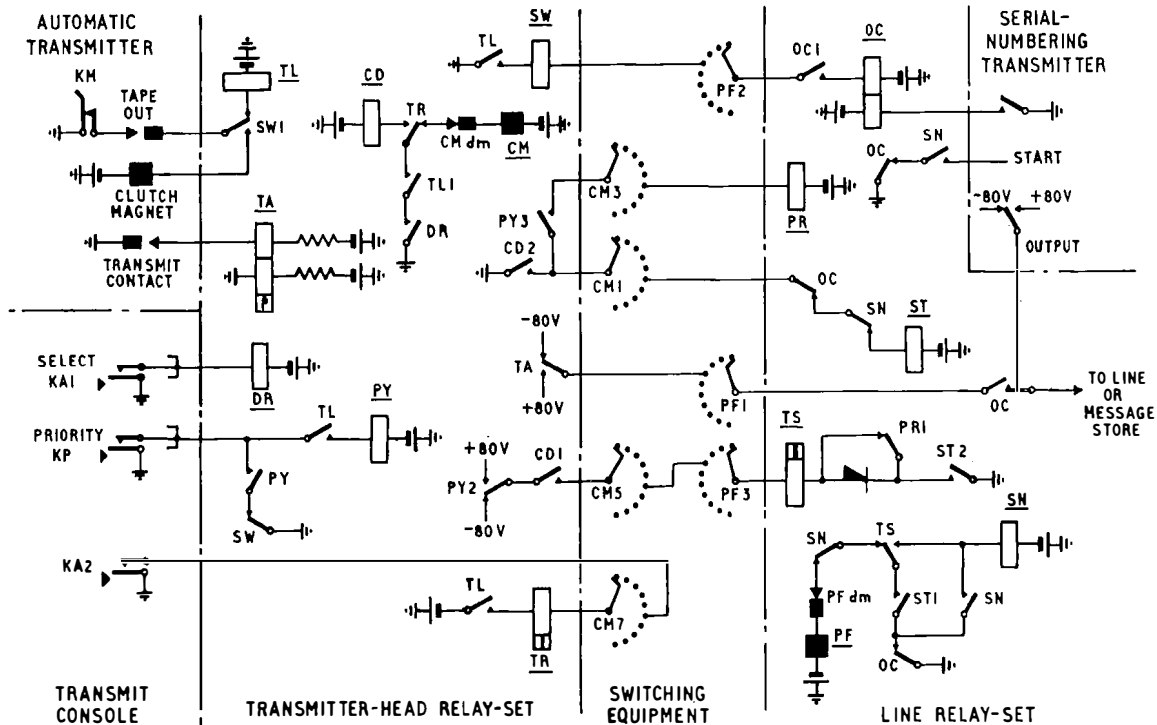 AUTOMATIC
TRANSMITTER
KM
TAPE
OUT
TL
SW1
CLUTCH
MAGNET
TA
TRANSMIT
CONTACT
CD
TR
CM dm
CM
TL1
DR
TL
SW
PF2
OC1
OC
SERIAL-
NUMBERING
TRANSMITTER
OC
SN
START
CM3
PR
-80V
+80V
OUTPUT
PY3
CD2
CM1
OC
SN
ST
SELECT
KA1
DR
-80V
TA
+80V
PF1
OC
TO LINE
OR
MESSAGE
STORE
PRIORITY
KP
TL
PY
PY
SW
+80V
PY2
-80V
CD1
CM5
PF3
TS
PR1
ST2
SN
KA2
TL
TR
CM7
SN
TS
PF dm
PF
ST1
SN
OC
TRANSMIT
CONSOLE
TRANSMITTER-HEAD RELAY-SET
SWITCHING
EQUIPMENT
LINE RELAY-SET